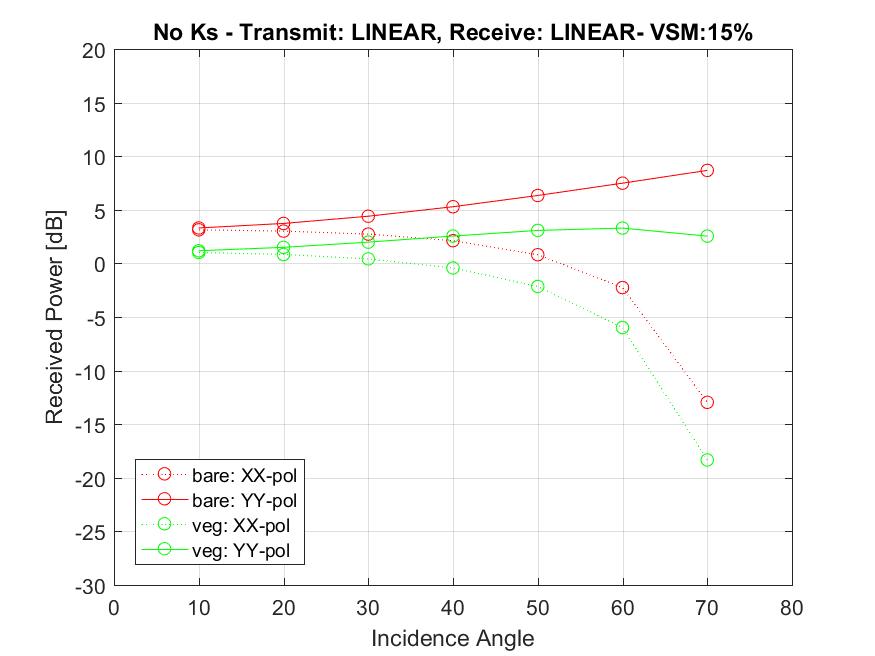 No Ks - Transmit: LINEAR, Receive: LINEAR- VSM:15%
20
15
10
5
0
-5
-10
-15
-20
-25
-30
Received Power [dB]
bare: XX-pol
bare: YY-pol
veg: XX-pol
veg: YY-pol
0 10 20 30 40 50 60 70 80
Incidence Angle